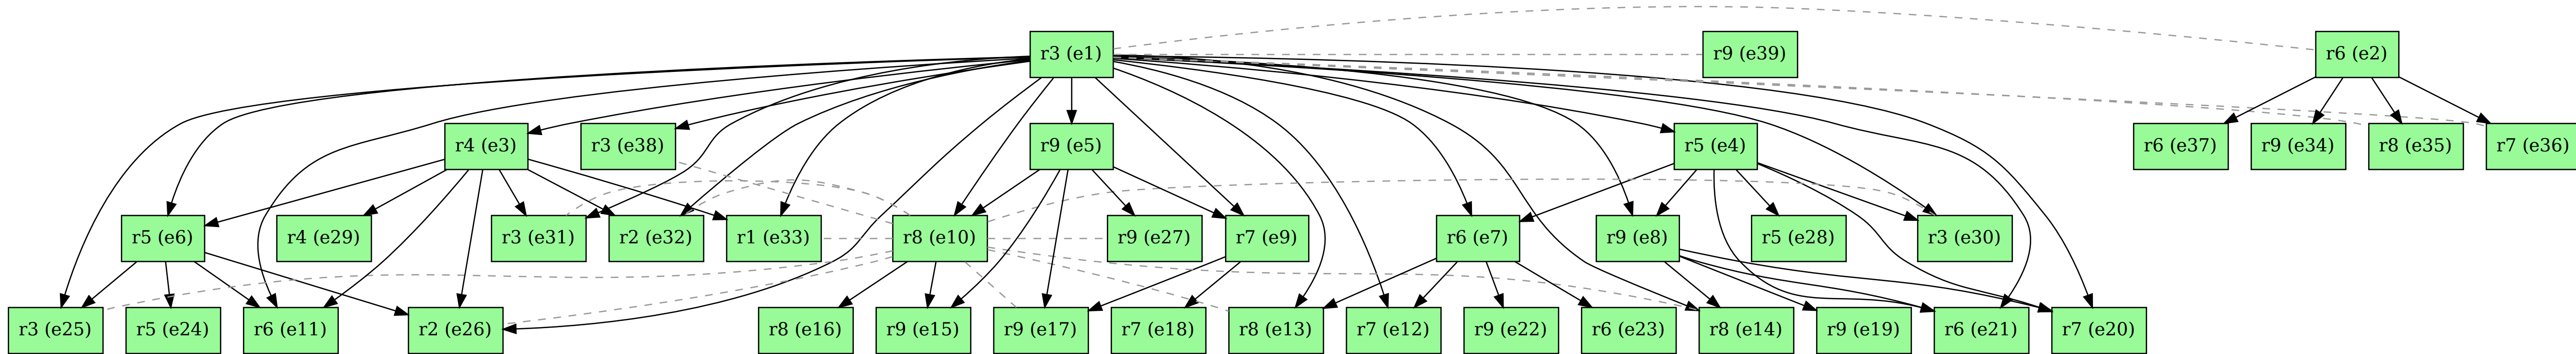 r3 (e1)
r9 (e39)
r6 (e2)
r4 (e3)
r3 (e38)
r9 (e5)
r5 (e4)
r6 (e37)
r9 (e34)
r8 (e35)
r7 (e36)
r5 (e6)
r4 (e29)
r3 (e31)
r2 (e32)
r1 (e33)
r8 (e10)
r9 (e27)
r7 (e9)
r6 (e7)
r9 (e8)
r5 (e28)
r3 (e30)
r3 (e25)
r5 (e24)
r6 (e11)
r2 (e26)
r8 (e16)
r9 (e15)
r9 (e17)
r7 (e18)
r8 (e13)
r7 (e12)
r9 (e22)
r6 (e23)
r8 (e14)
r9 (e19)
r6 (e21)
r7 (e20)